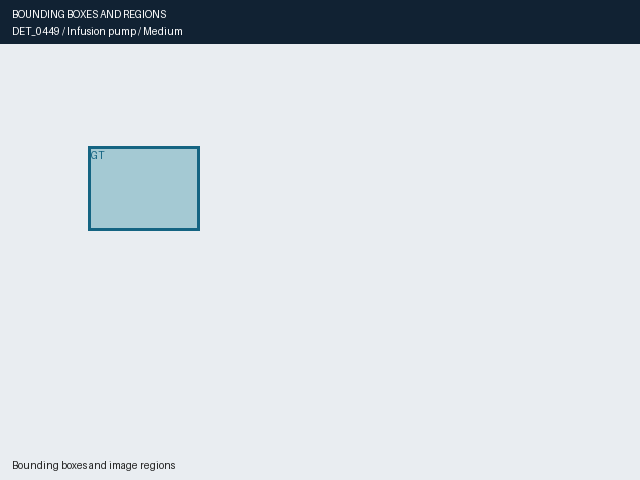 BOUNDING BOXES AND REGIONS
DET_0449 / Infusion pump / Medium
GT
Bounding boxes and image regions